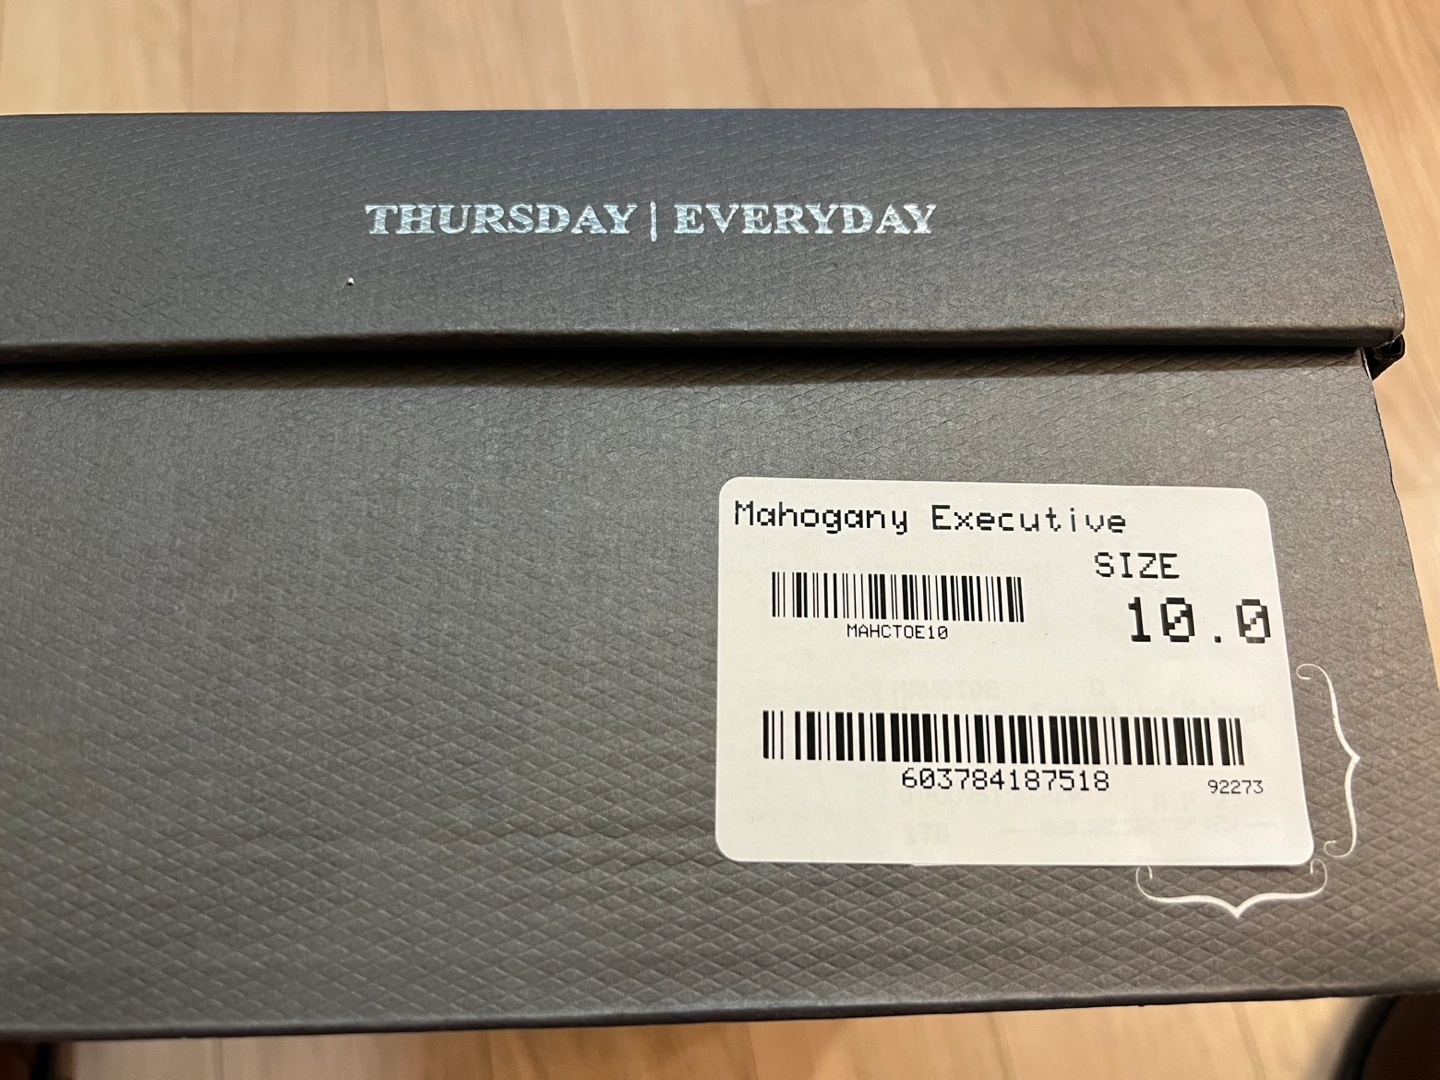 THURSDAY | EVERYDAY
Mahogany Executive
SIZE
10.0
MAHCTOE10
603784187518
92273